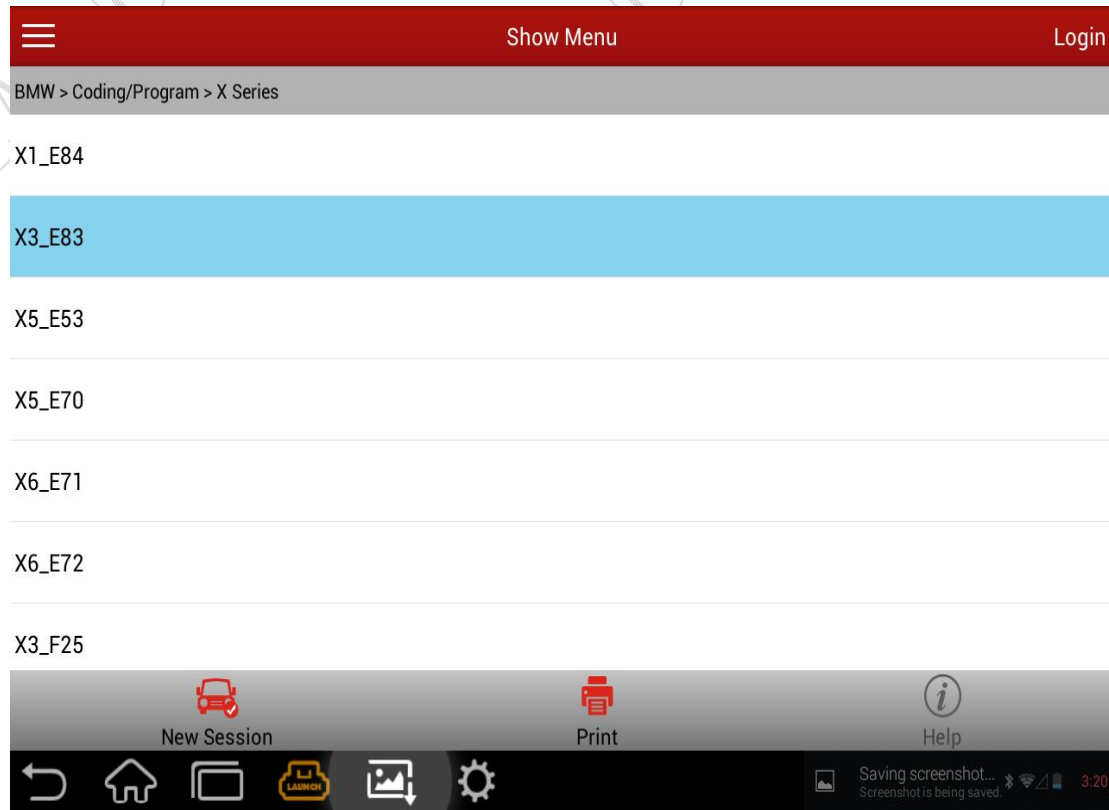 Show Menu
Login
BMW > Coding/Program > X Series
X1_E84
X3_E83
X5_E53
X5_E70
X6_E71
X6_E72
X3_F25
New Session
Print
Help
LAUNCH
Saving screenshot...
Screenshot is being saved.
3:20